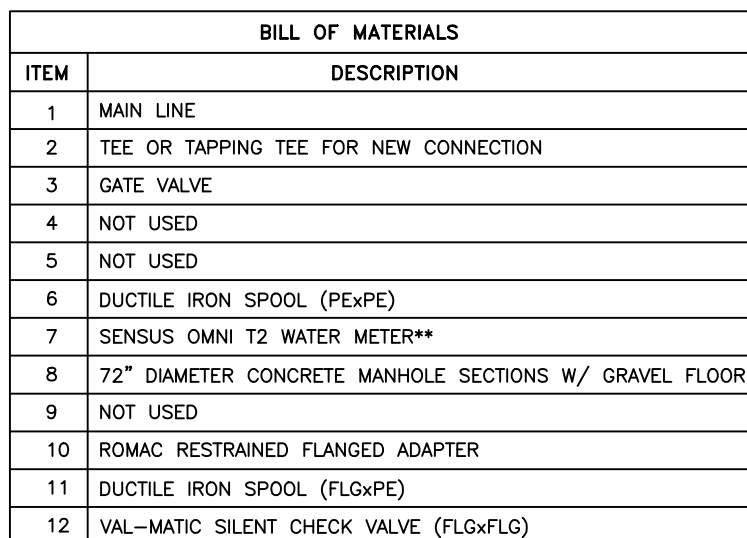 BILL OF MATERIALS
ITEM DESCRIPTION
1 MAIN LINE
2 TEE OR TAPPING TEE FOR NEW CONNECTION
3 GATE VALVE
4 NOT USED
5 NOT USED
6 DUCTILE IRON SPOOL (PExPE)
7 SENSUS OMNI T2 WATER METER**
8 72" DIAMETER CONCRETE MANHOLE SECTIONS W/ GRAVEL FLOOR
9 NOT USED
10 ROMAC RESTRAINED FLANGED ADAPTER
11 DUCTILE IRON SPOOL (FLGxPE)
12 VAL-MATIC SILENT CHECK VALVE (FLGxFLG)